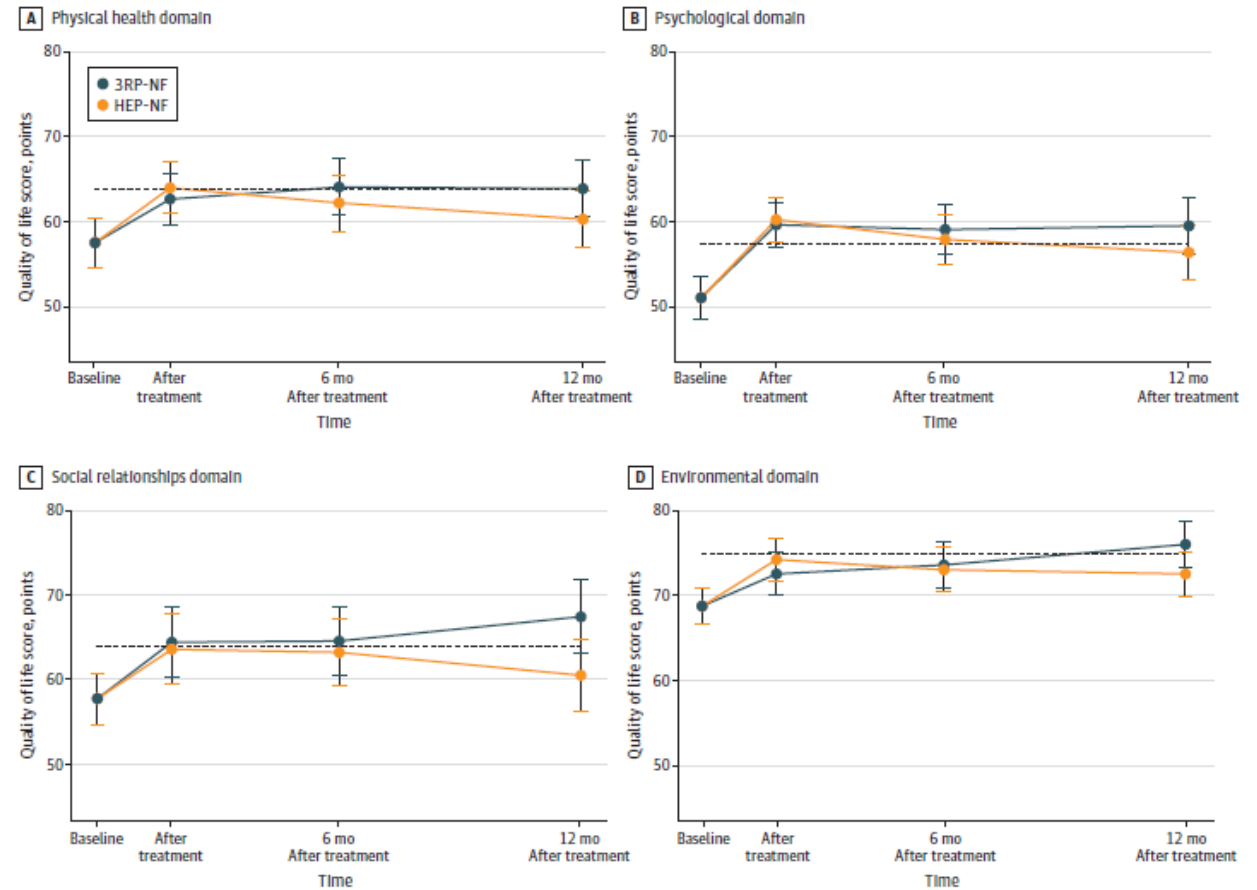 A Physical health domain
80
70
60
50
Quality of life score, points
3RP-NF
HEP-NF
Baseline
After
treatment
6 mo
After treatment
12 mo
After treatment
Time
B Psychological domain
80
70
60
50
Quality of life score, points
Baseline
After
treatment
6 mo
After treatment
12 mo
After treatment
Time
C Social relationships domain
80
70
60
50
Quality of life score, points
Baseline
After
treatment
6 mo
After treatment
12 mo
After treatment
Time
D Environmental domain
80
70
60
50
Quality of life score, points
Baseline
After
treatment
6 mo
After treatment
12 mo
After treatment
Time